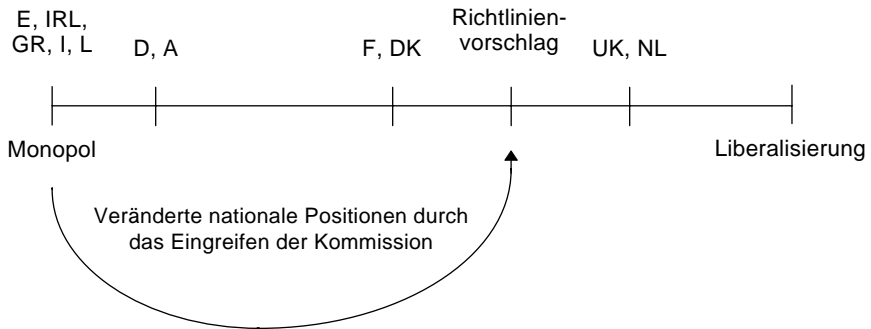 E, IRL,
GR, I, L
D, A
F, DK
Richtlinien-
vorschlag
UK, NL
Monopol
Liberalisierung
Veränderte nationale Positionen durch
das Eingreifen der Kommission